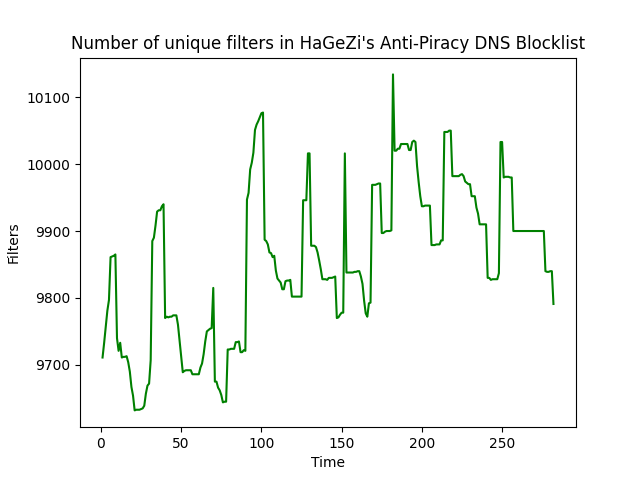 Number of unique filters in HaGeZi's Anti-Piracy DNS Blocklist
10100
10000
9900
9800
9700
Filters
0 50 100 150 200 250
Time